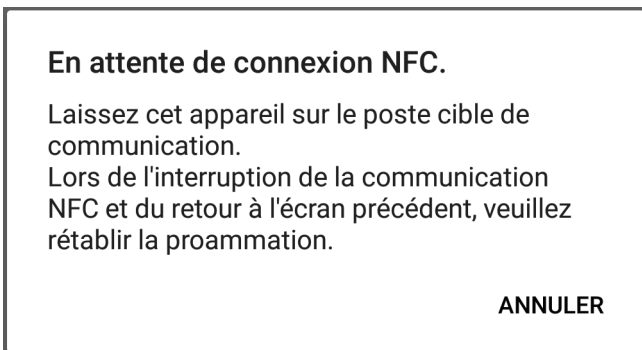 En attente de connexion NFC.
Laissez cet appareil sur le poste cible de
communication.
Lors de l'interruption de la communication
NFC et du retour à l'écran précédent, veuillez
rétablir la proammation.
ANNULER